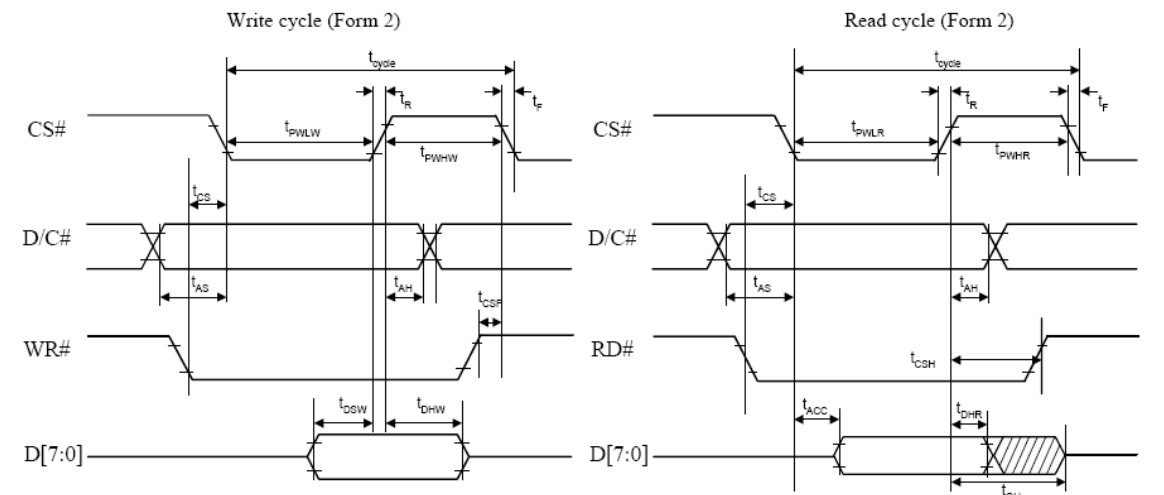 Write cycle (Form 2)
tcycle
tR
tF
CS#
tPWLW
tPWHW
tCS
D/C#
tAS
tAH
tCSF
WR#
tDSW
tDHW
D[7:0]
Read cycle (Form 2)
tcycle
tR
tF
CS#
tPWLR
tPWHR
tCS
D/C#
tAS
tAH
RD#
tCSH
tACC
tDHR
D[7:0]